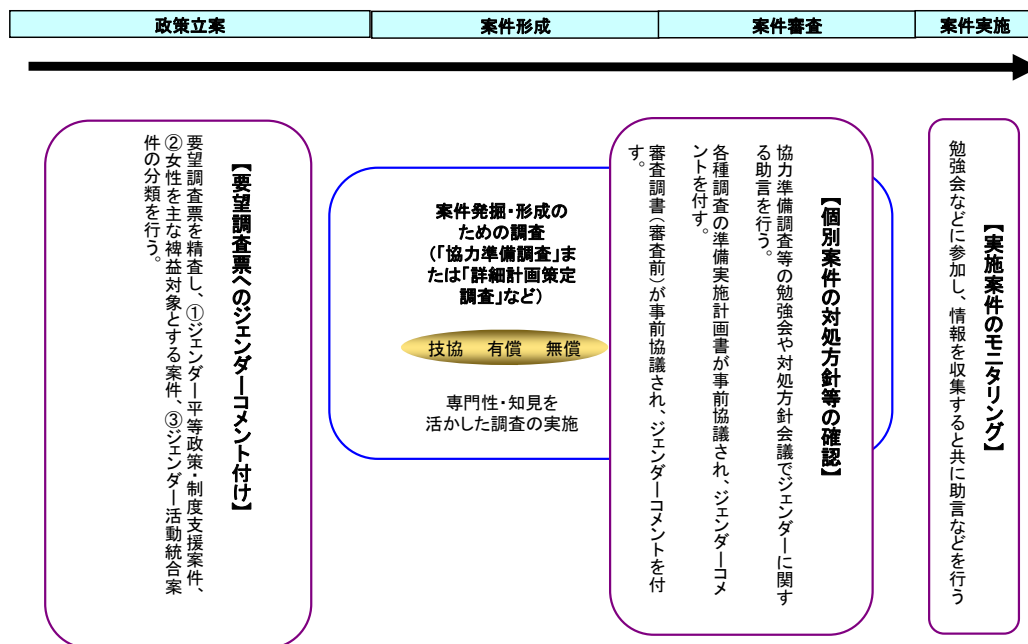 政策立案
案件形成
案件審査
案件実施
【要望調査票へのジェンダーコメント付け】
要望調査票を精査し、①ジェンダー平等政策・制度支援案件、
②女性を主な裨益対象とする案件、③ジェンダー活動統合案
件の分類を行う。
案件発掘・形成の
ための調査
(「協力準備調査」ま
たは「詳細計画策定
調査」など)
技協 有償 無償
専門性・知見を
活かした調査の実施
【個別案件の対処方針等の確認】
協力準備調査等の勉強会や対処方針会議でジェンダーに関す
る助言を行う。
各種調査の準備実施計画書が事前協議され、ジェンダーコメ
ントを付す。
審査調書(審査前)が事前協議され、ジェンダーコメントを付
す。
【実施案件のモニタリング】
勉強会などに参加し、情報を収集すると共に助言などを行う